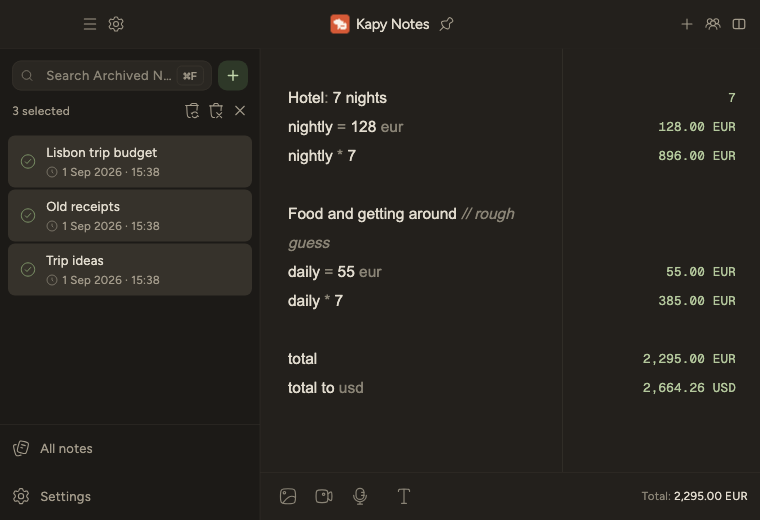 Kapy Notes
Search Archived N... ⌘F
3 selected
Lisbon trip budget
1 Sep 2026 · 15:38
Old receipts
1 Sep 2026 · 15:38
Trip ideas
1 Sep 2026 · 15:38
All notes
Settings
Hotel: 7 nights 7
nightly = 128 eur 128.00 EUR
nightly * 7 896.00 EUR
Food and getting around // rough
guess
daily = 55 eur 55.00 EUR
daily * 7 385.00 EUR
total 2,295.00 EUR
total to usd 2,664.26 USD
Total: 2,295.00 EUR